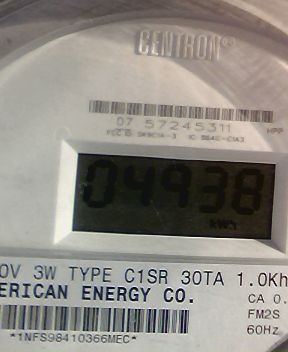 CENTRON®
07 57245311
04938
kWh
0V 3W TYPE C1SR 30TA 1.0Kh
ERICAN ENERGY CO.
CA 0.
FM2S
60Hz
*1NFS98410366MEC*